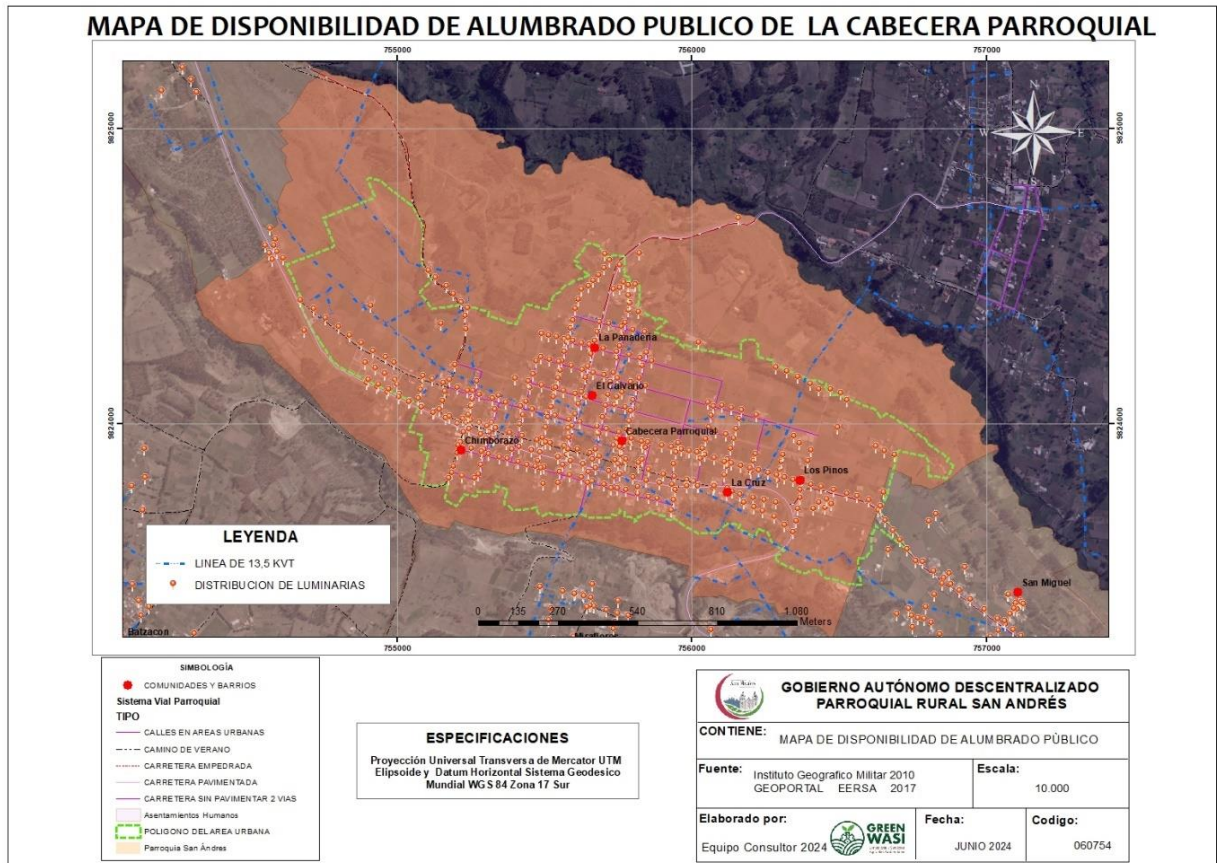 MAPA DE DISPONIBILIDAD DE ALUMBRADO PUBLICO DE LA CABECERA PARROQUIAL
755000
756000
757000
9825000
9825000
N
W
E
S
La Panaderia
El Calvario
9824000
9824000
Cabecera Parroquial
Chimborazo
Los Pinos
La Cruz
San Miguel
LEYENDA
LINEA DE 13,5 KVT
DISTRIBUCION DE LUMINARIAS
0 135 270 540 810 1.080
Meters
Batzacon
Miraflores
755000
756000
757000
SIMBOLOGÍA
COMUNIDADES Y BARRIOS
Sistema Vial Parroquial
TIPO
CALLES EN AREAS URBANAS
CAMINO DE VERANO
CARRETERA EMPEDRADA
CARRETERA PAVIMENTADA
CARRETERA SIN PAVIMENTAR 2 VIAS
Asentamientos Humanos
POLIGONO DEL AREA URBANA
Parroquia San Ándres
ESPECIFICACIONES
Proyección Universal Transversa de Mercator UTM
Elipsoide y Datum Horizontal Sistema Geodesico
Mundial WGS 84 Zona 17 Sur
GOBIERNO AUTÓNOMO DESCENTRALIZADO
PARROQUIAL RURAL SAN ANDRÉS
CONTIENE: MAPA DE DISPONIBILIDAD DE ALUMBRADO PÙBLICO
Fuente: Instituto Geografico Militar 2010
GEOPORTAL EERSA 2017
Escala:
10.000
Elaborado por:
Equipo Consultor 2024
GREEN
WASI
Fecha:
JUNIO 2024
Codigo:
060754